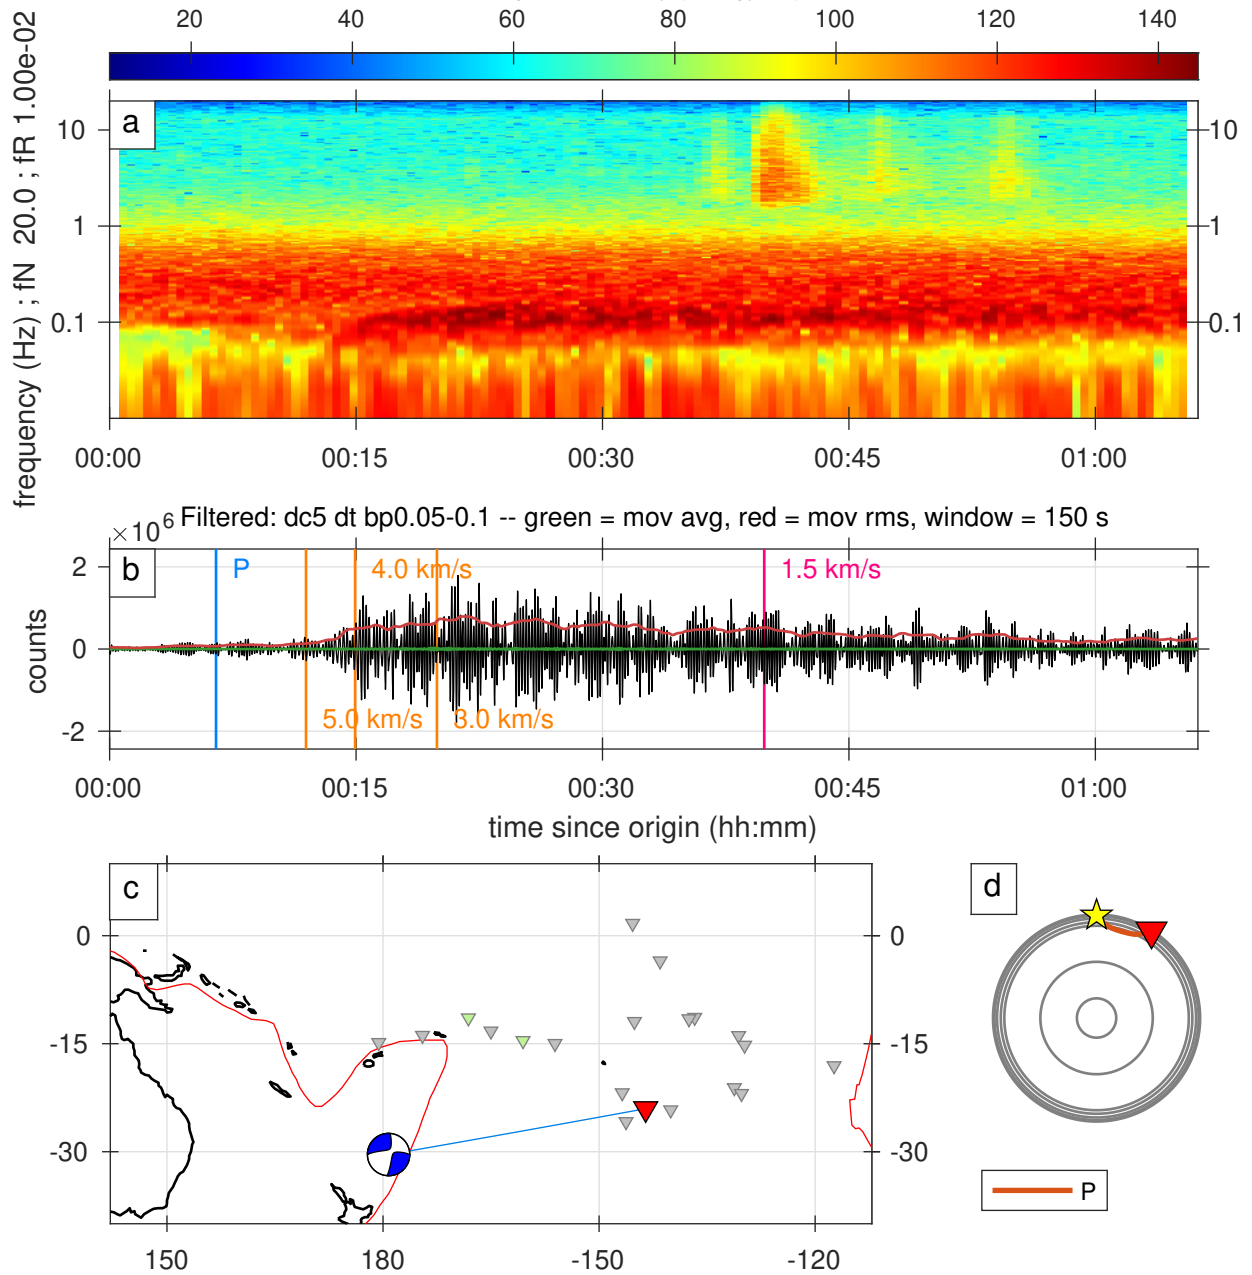 20 40 60 80 100 120 140
frequency (Hz) ; fN 20.0 ; fR 1.00e-02
a
10 10
1 1
0.1 0.1
00:00 00:15 00:30 00:45 01:00
×10^6 Filtered: dc5 dt bp0.05-0.1 -- green = mov avg, red = mov rms, window = 150 s
b
P
4.0 km/s
1.5 km/s
5.0 km/s
3.0 km/s
counts
2
0
-2
00:00 00:15 00:30 00:45 01:00
time since origin (hh:mm)
c
d
0 0
-15 -15
-30 -30
150 180 -150 -120
P